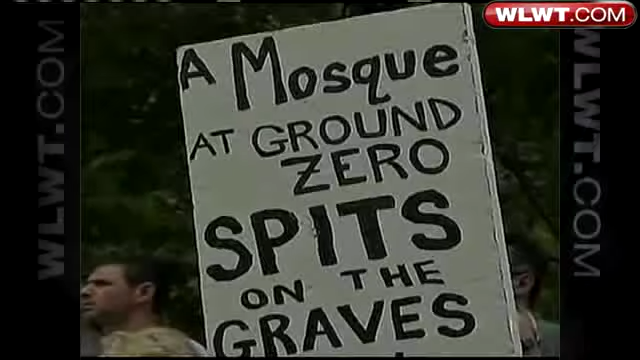 WLWT.COM
A Mosque
AT GROUND
ZERO
SPITS
ON THE
GRAVES
WLWT.COM
WLWT.COM